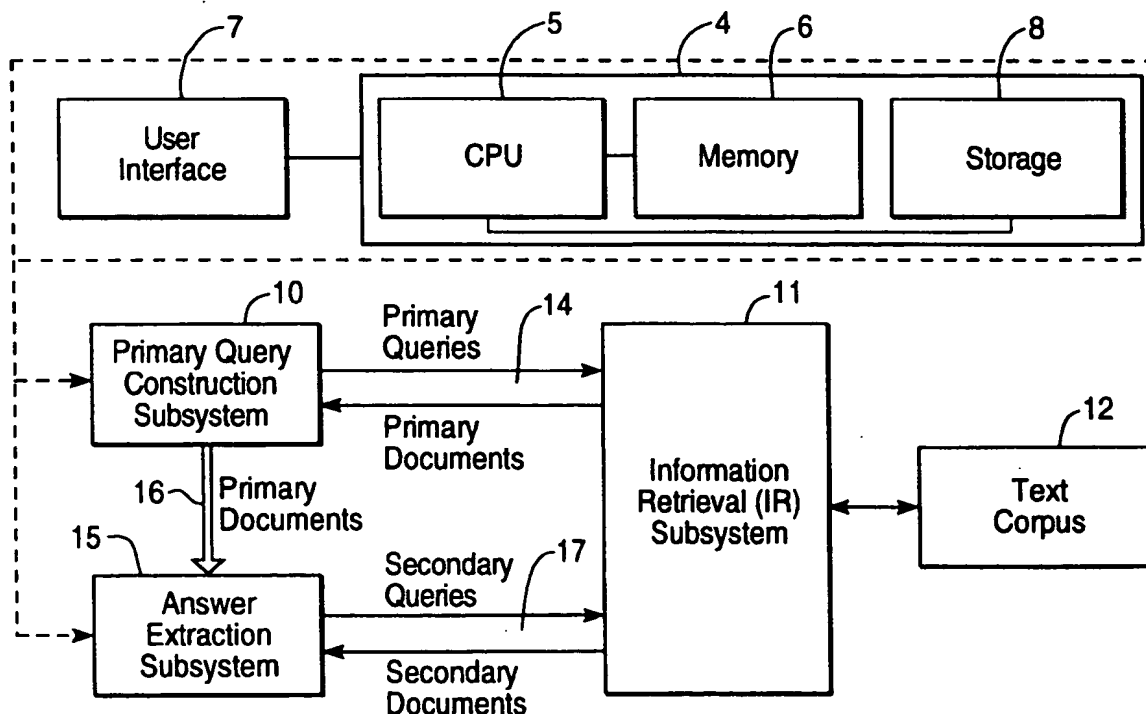 7
5
4
6
8
User
Interface
CPU
Memory
Storage
10
Primary Query
Construction
Subsystem
Primary
Queries
14
Primary
Documents
11
Information
Retrieval (IR)
Subsystem
12
Text
Corpus
16
Primary
Documents
15
Answer
Extraction
Subsystem
Secondary
Queries
17
Secondary
Documents